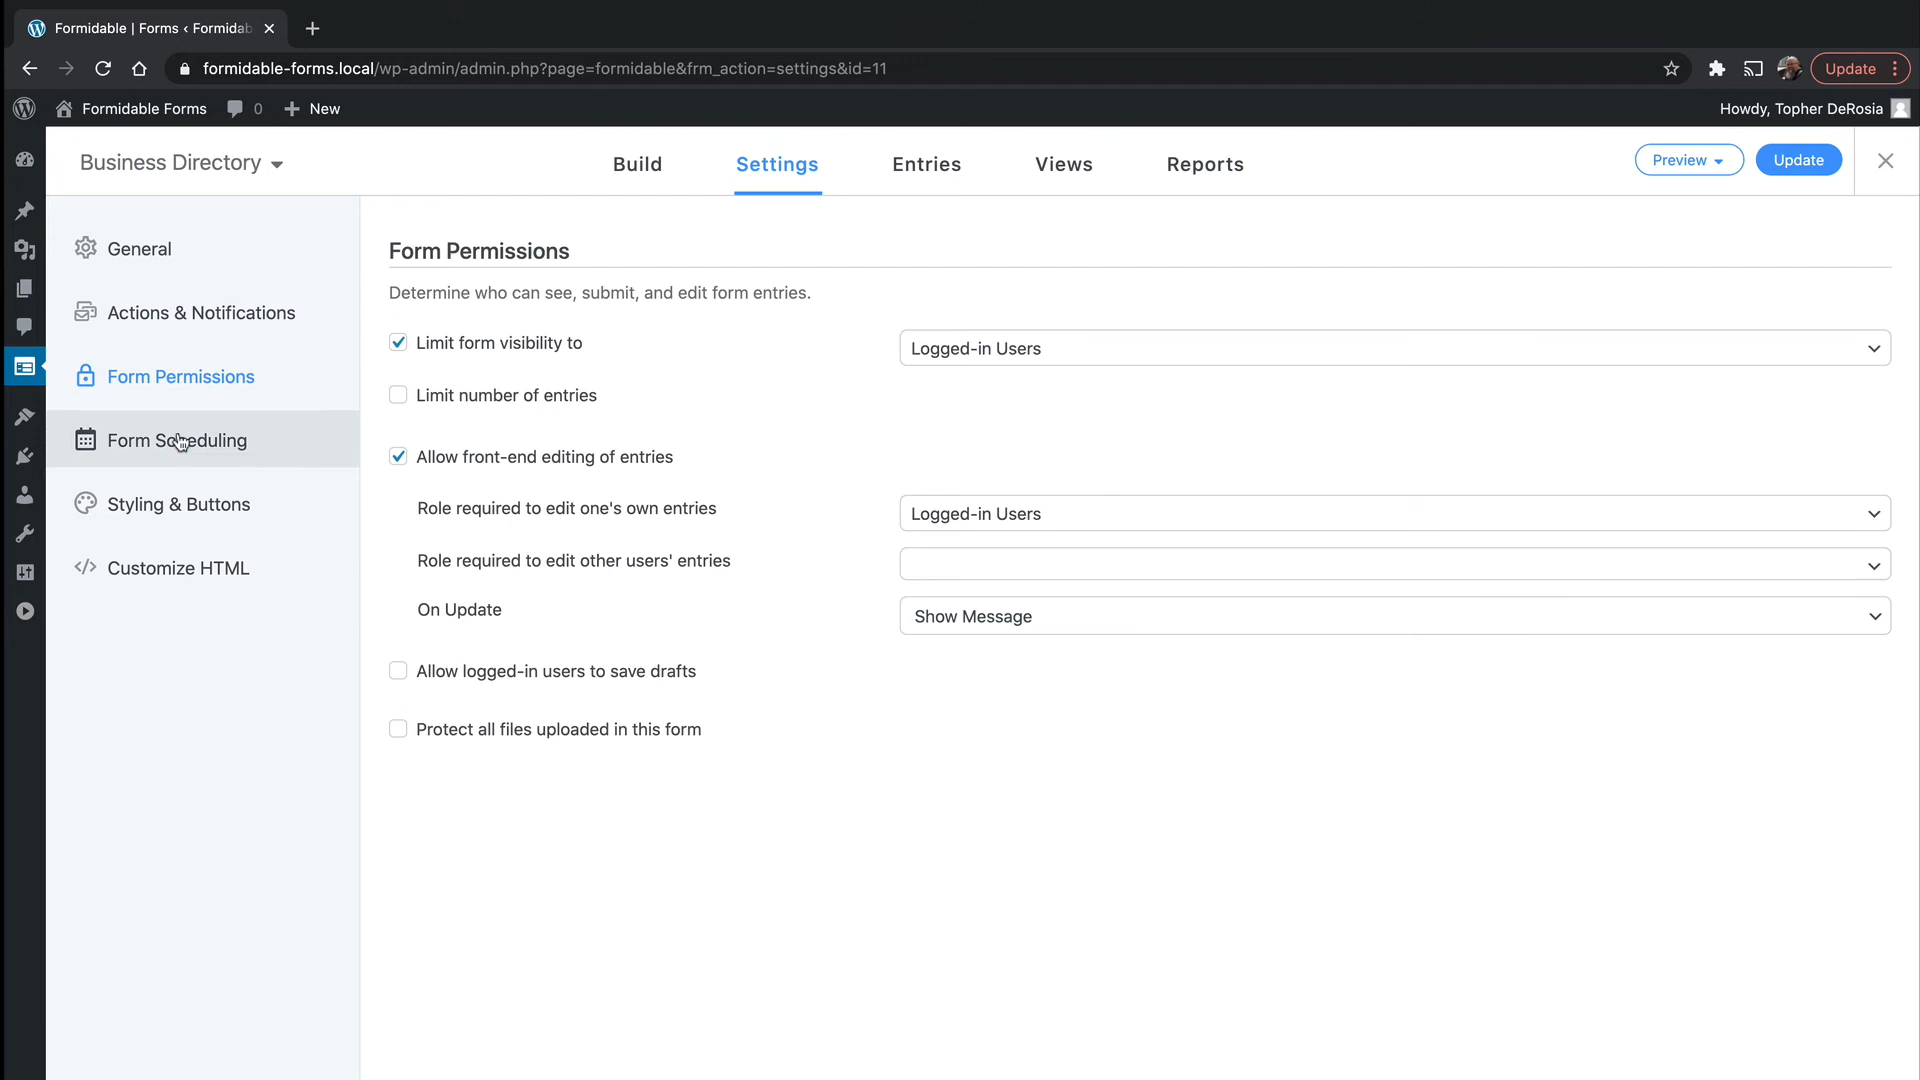 Formidable | Forms ‹ Formidab
formidable-forms.local/wp-admin/admin.php?page=formidable&frm_action=settings&id=11
Update
Formidable Forms
0
New
Howdy, Topher DeRosia
Business Directory
Build
Settings
Entries
Views
Reports
Preview
Update
General
Actions & Notifications
Form Permissions
Form Scheduling
Styling & Buttons
Customize HTML
Form Permissions
Determine who can see, submit, and edit form entries.
Limit form visibility to
Logged-in Users
Limit number of entries
Allow front-end editing of entries
Role required to edit one's own entries
Logged-in Users
Role required to edit other users' entries
On Update
Show Message
Allow logged-in users to save drafts
Protect all files uploaded in this form